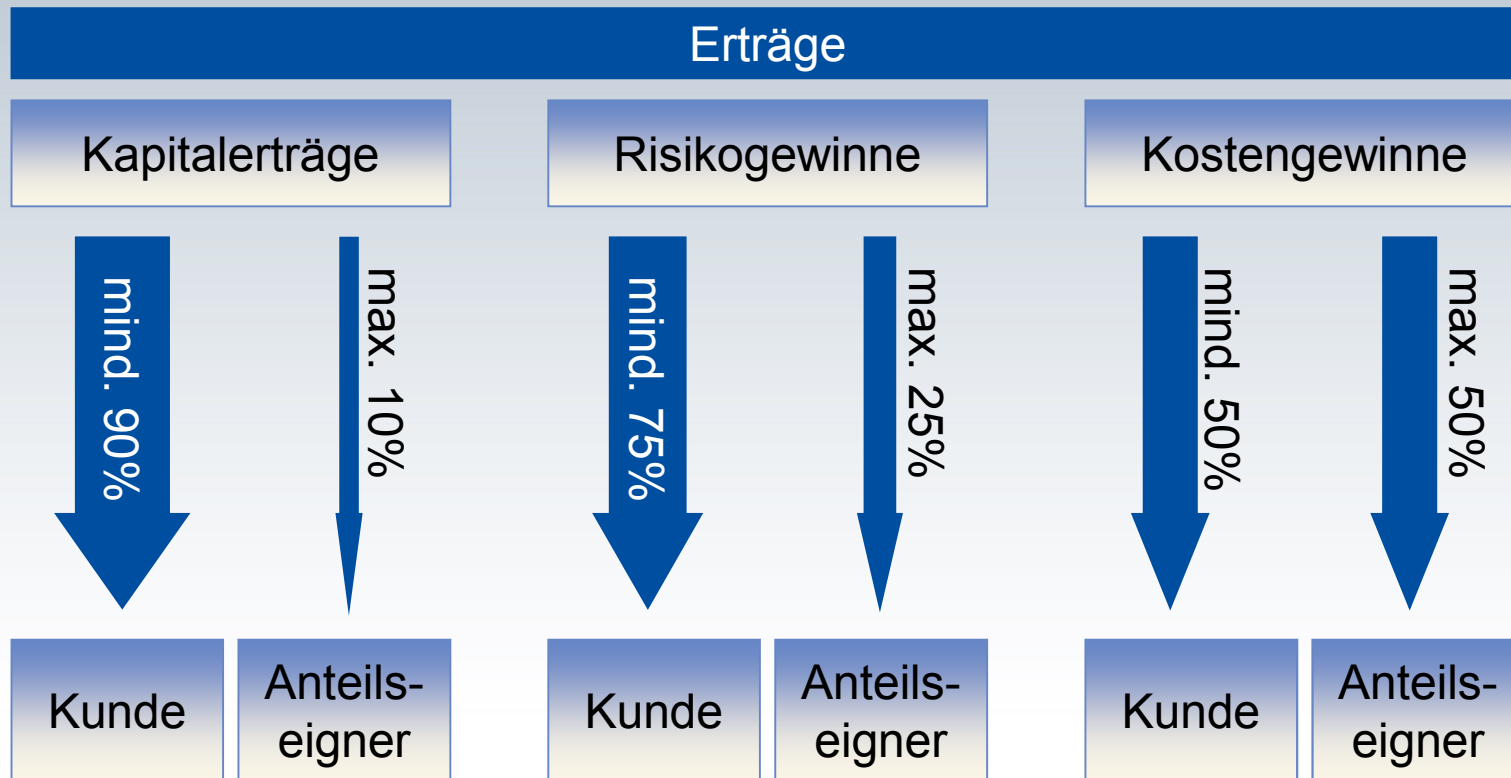 Erträge
Kapitalerträge
Risikogewinne
Kostengewinne
mind. 90%
max. 10%
mind. 75%
max. 25%
mind. 50%
max. 50%
Kunde
Anteils-
eigner
Kunde
Anteils-
eigner
Kunde
Anteils-
eigner